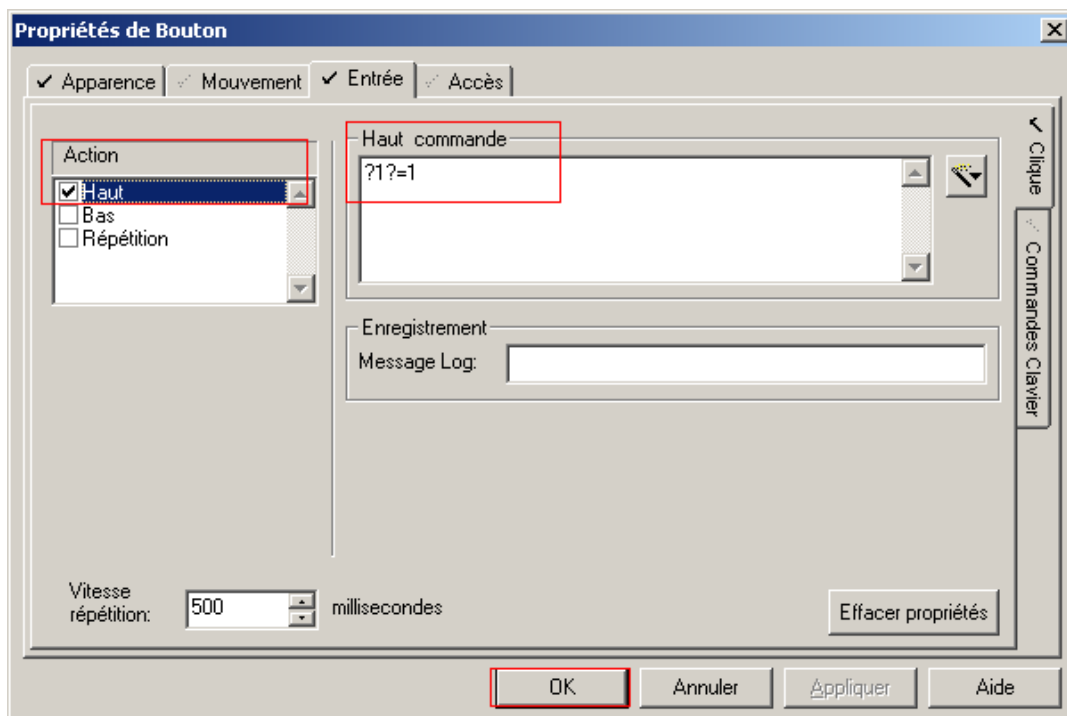 Propriétés de Bouton
Apparence Mouvement Entrée Accès
Action
Haut
Bas
Répétition
Haut commande
?1?=1
Enregistrement
Message Log:
Clique
Commandes Clavier
Vitesse
répétition:
500
millisecondes
Effacer propriétés
OK Annuler Appliquer Aide